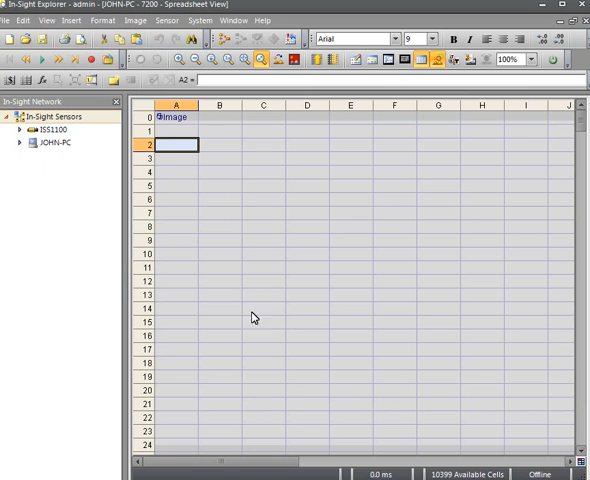 In-Sight Explorer - admin - [JOHN-PC - 7200 - Spreadsheet View]
File Edit View Insert Format Image Sensor System Window Help
Arial 9 B I
100%
A2 =
In-Sight Network
In-Sight Sensors
ISS1100
JOHN-PC
A B C D E F G H I J
0 Image
1
2
3
4
5
6
7
8
9
10
11
12
13
14
15
16
17
18
19
20
21
22
23
24
0.0 ms 10399 Available Cells Offline